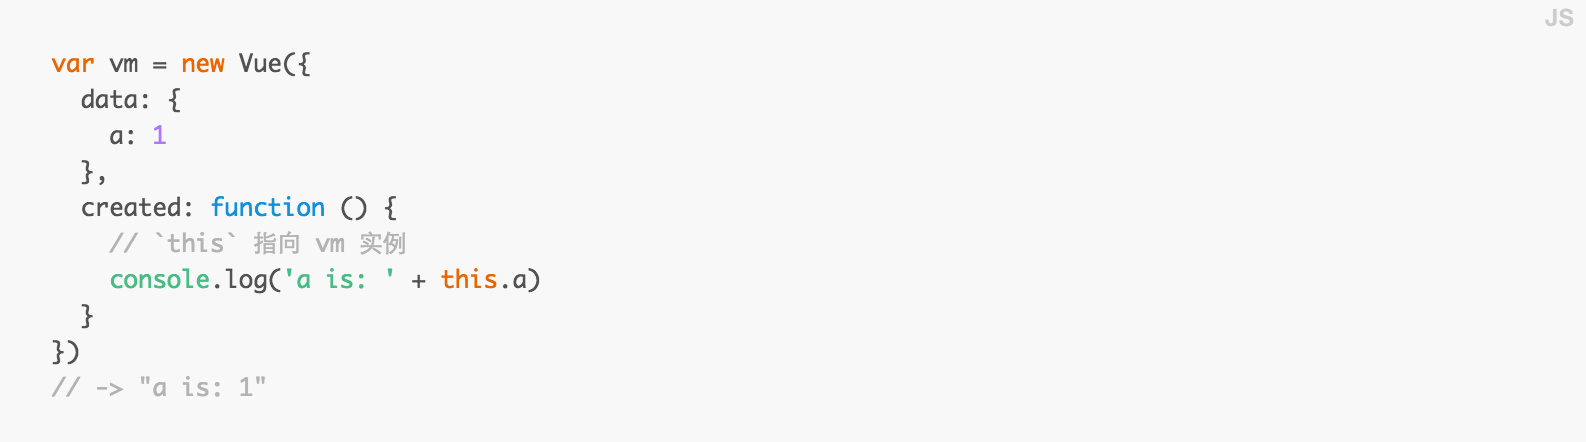 JS
var vm = new Vue({
  data: {
    a: 1
  },
  created: function () {
    // `this` 指向 vm 实例
    console.log('a is: ' + this.a)
  }
})
// -> "a is: 1"